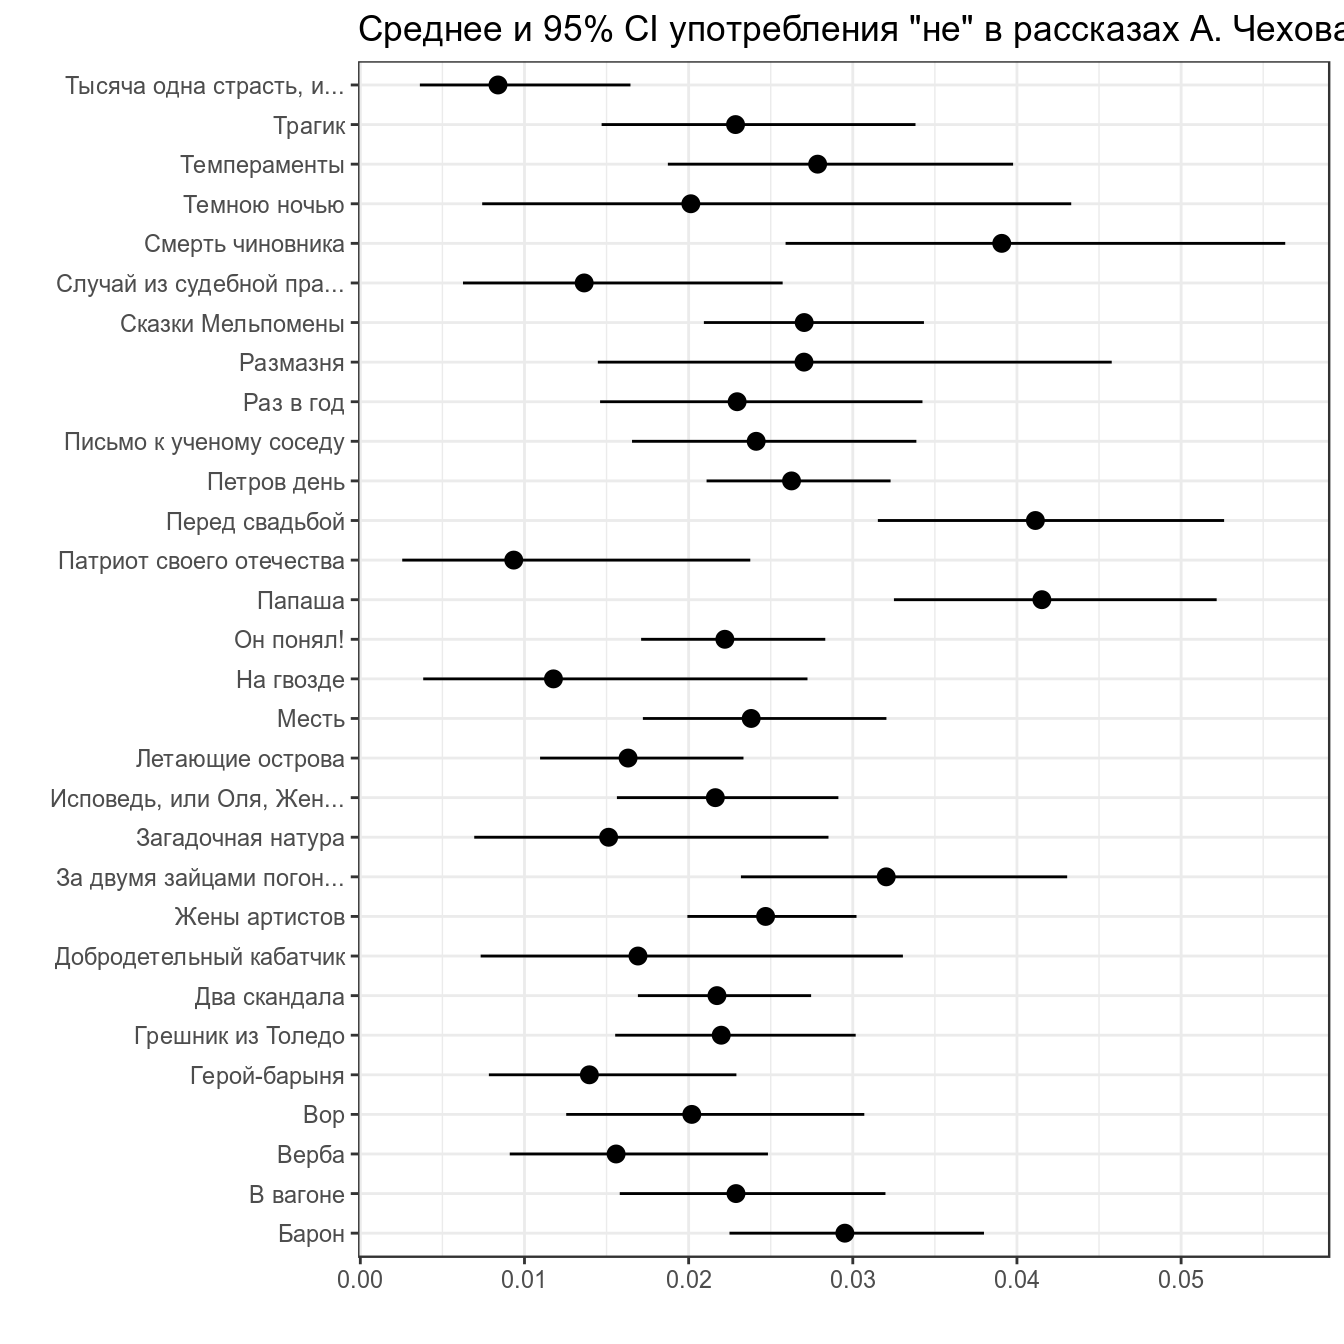 Среднее и 95% CI употребления "не" в рассказах А. Чехова
Тысяча одна страсть, и...
Трагик
Темпераменты
Темною ночью
Смерть чиновника
Случай из судебной пра...
Сказки Мельпомены
Размазня
Раз в год
Письмо к ученому соседу
Петров день
Перед свадьбой
Патриот своего отечества
Папаша
Он понял!
На гвозде
Месть
Летающие острова
Исповедь, или Оля, Жен...
Загадочная натура
За двумя зайцами погон...
Жены артистов
Добродетельный кабатчик
Два скандала
Грешник из Толедо
Герой-барыня
Вор
Верба
В вагоне
Барон
0.00 0.01 0.02 0.03 0.04 0.05